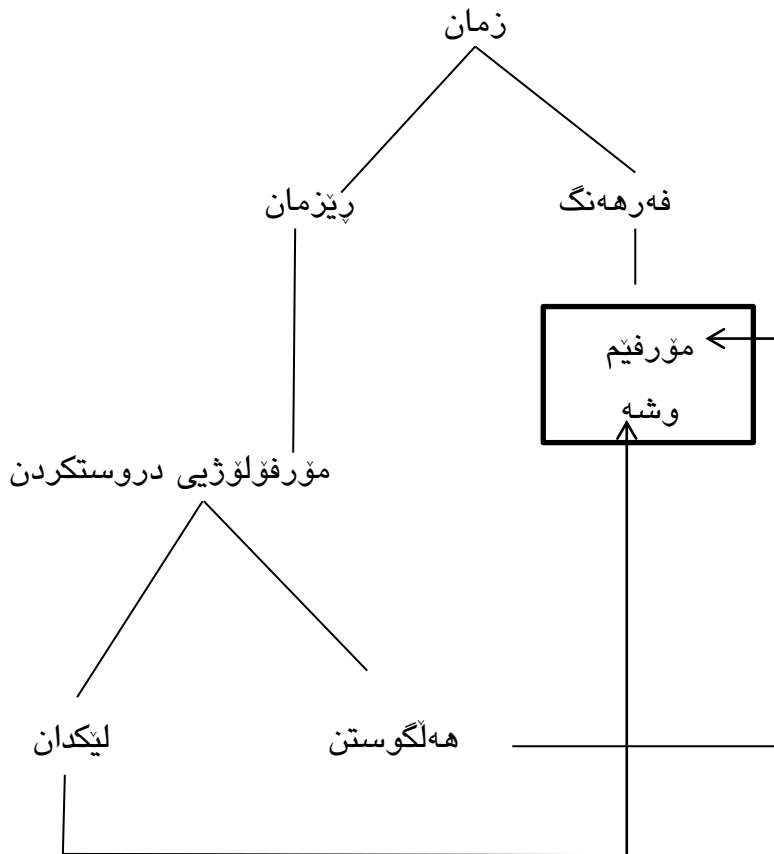 زمان
فەرهەنگ
ڕێزمان
مۆرفێم
وشە
مۆرفۆلۆژیی دروستکردن
هەڵگوستن
لێکدان